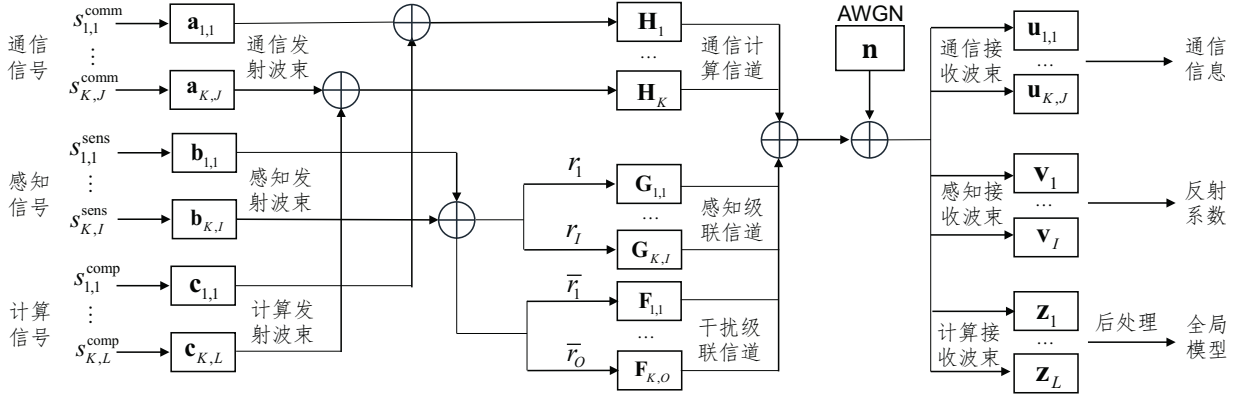 通信
信号
s_{1,1}^{comm}
⋮
s_{K,J}^{comm}
a_{1,1}
a_{K,J}
通信发
射波束
感知
信号
s_{1,1}^{sens}
⋮
s_{K,I}^{sens}
b_{1,1}
b_{K,I}
感知发
射波束
计算
信号
s_{1,1}^{comp}
⋮
s_{K,L}^{comp}
c_{1,1}
c_{K,L}
计算发
射波束
H_1
通信计
算信道
...
H_K
r_1
r_I
G_{1,1}
...
G_{K,I}
感知级
联信道
r̅_1
r̅_O
F_{1,1}
...
F_{K,O}
干扰级
联信道
AWGN
n
通信接
收波束
u_{1,1}
...
u_{K,J}
通信
信息
感知接
收波束
v_1
...
v_I
反射
系数
计算接
收波束
z_1
...
z_L
后处理
全局
模型